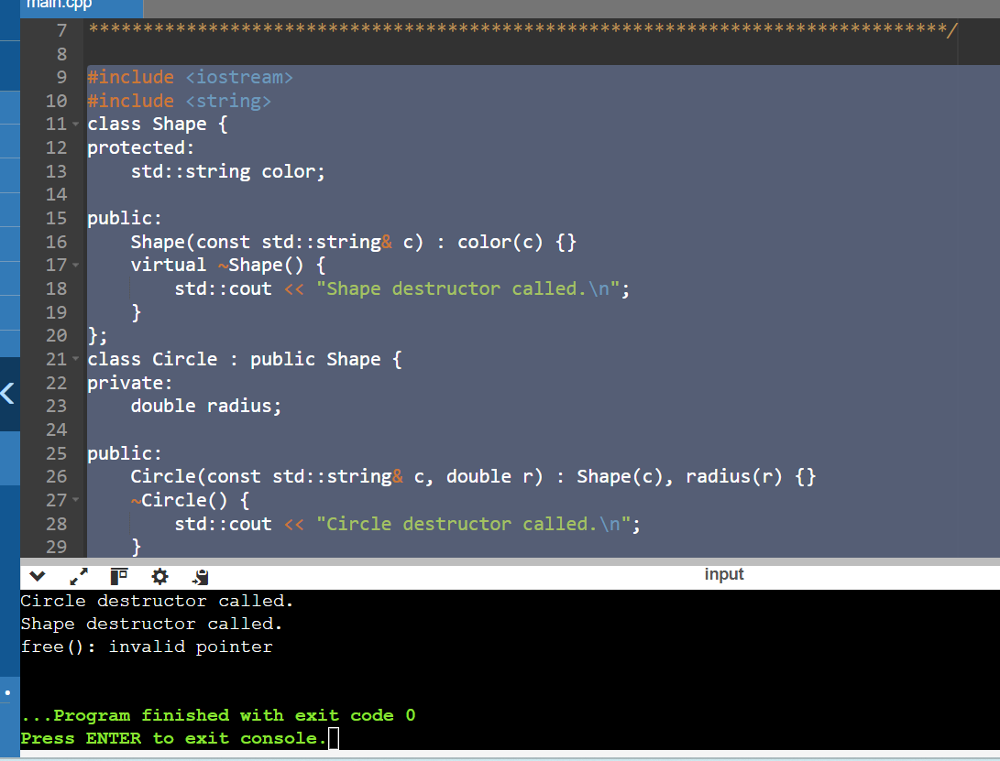 main.cpp
7 *******************************************************************************/
8
9 #include <iostream>
10 #include <string>
11 class Shape {
12 protected:
13     std::string color;
14
15 public:
16     Shape(const std::string& c) : color(c) {}
17     virtual ~Shape() {
18         std::cout << "Shape destructor called.\n";
19     }
20 };
21 class Circle : public Shape {
22 private:
23     double radius;
24
25 public:
26     Circle(const std::string& c, double r) : Shape(c), radius(r) {}
27     ~Circle() {
28         std::cout << "Circle destructor called.\n";
29     }
input
Circle destructor called.
Shape destructor called.
free(): invalid pointer
...Program finished with exit code 0
Press ENTER to exit console.